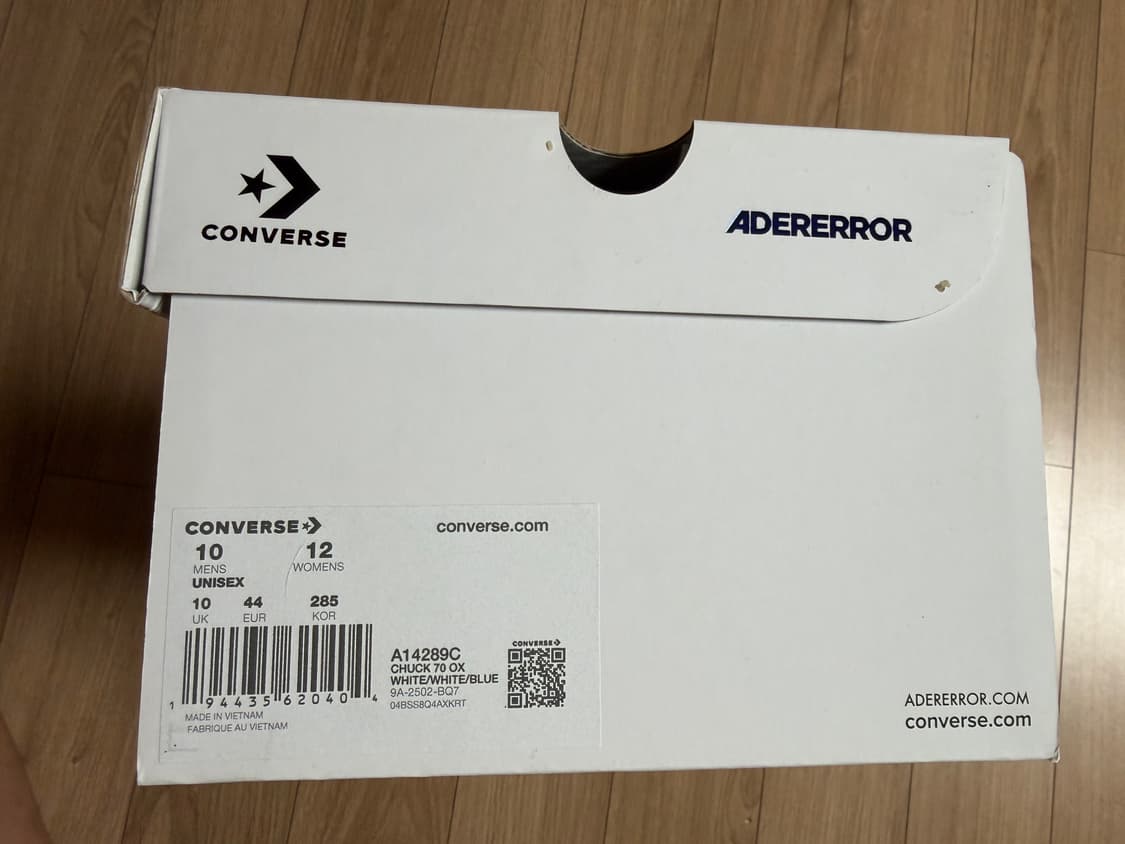 CONVERSE
ADERERROR
CONVERSE
converse.com
10 12
MENS WOMENS
UNISEX
10 44 285
UK EUR KOR
1 94435 62040 4
A14289C
CHUCK 70 OX
WHITE/WHITE/BLUE
9A-2502-BQ7
04BSS8Q4AXKRT
CONVERSE
MADE IN VIETNAM
FABRIQUE AU VIETNAM
ADERERROR.COM
converse.com